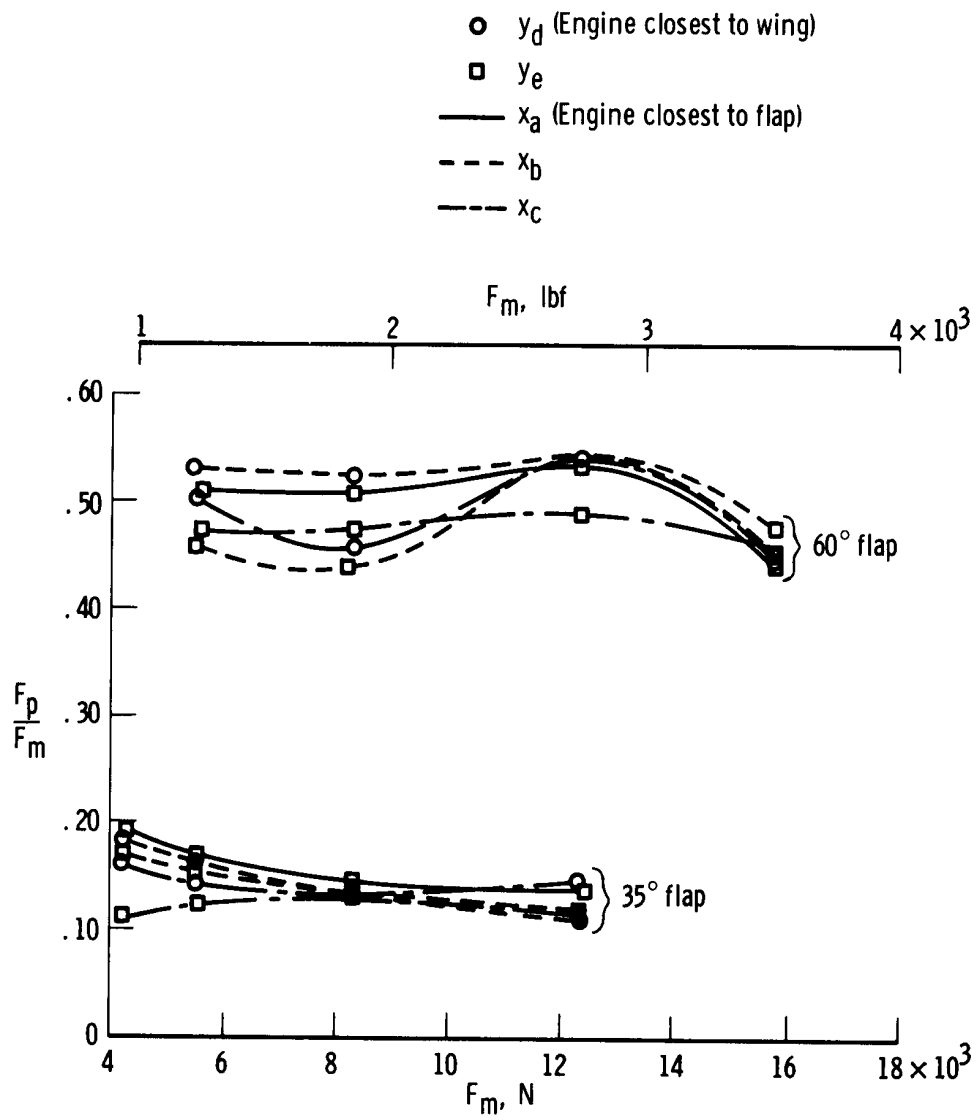 y_d (Engine closest to wing)
y_e
x_a (Engine closest to flap)
x_b
x_c
F_m, lbf
1 2 3 4 × 10^3
.60
.50
60° flap
.40
F_p / F_m
.30
.20
35° flap
.10
0
4 6 8 10 12 14 16 18 × 10^3
F_m, N